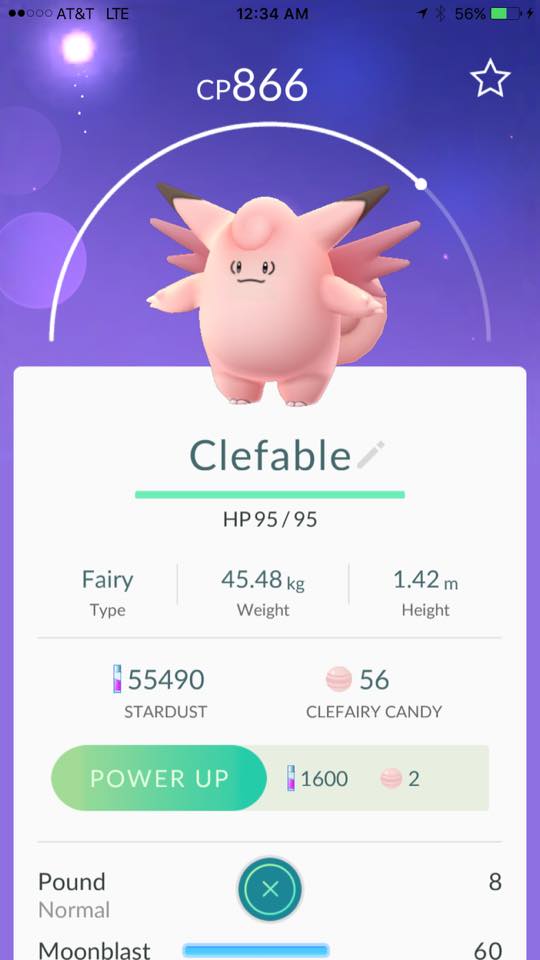 AT&T LTE 12:34 AM 56%
CP866
Clefable
HP 95 / 95
Fairy 45.48 kg 1.42 m
Type Weight Height
55490 56
STARDUST CLEFAIRY CANDY
POWER UP 1600 2
Pound 8
Normal
Moonblast 60